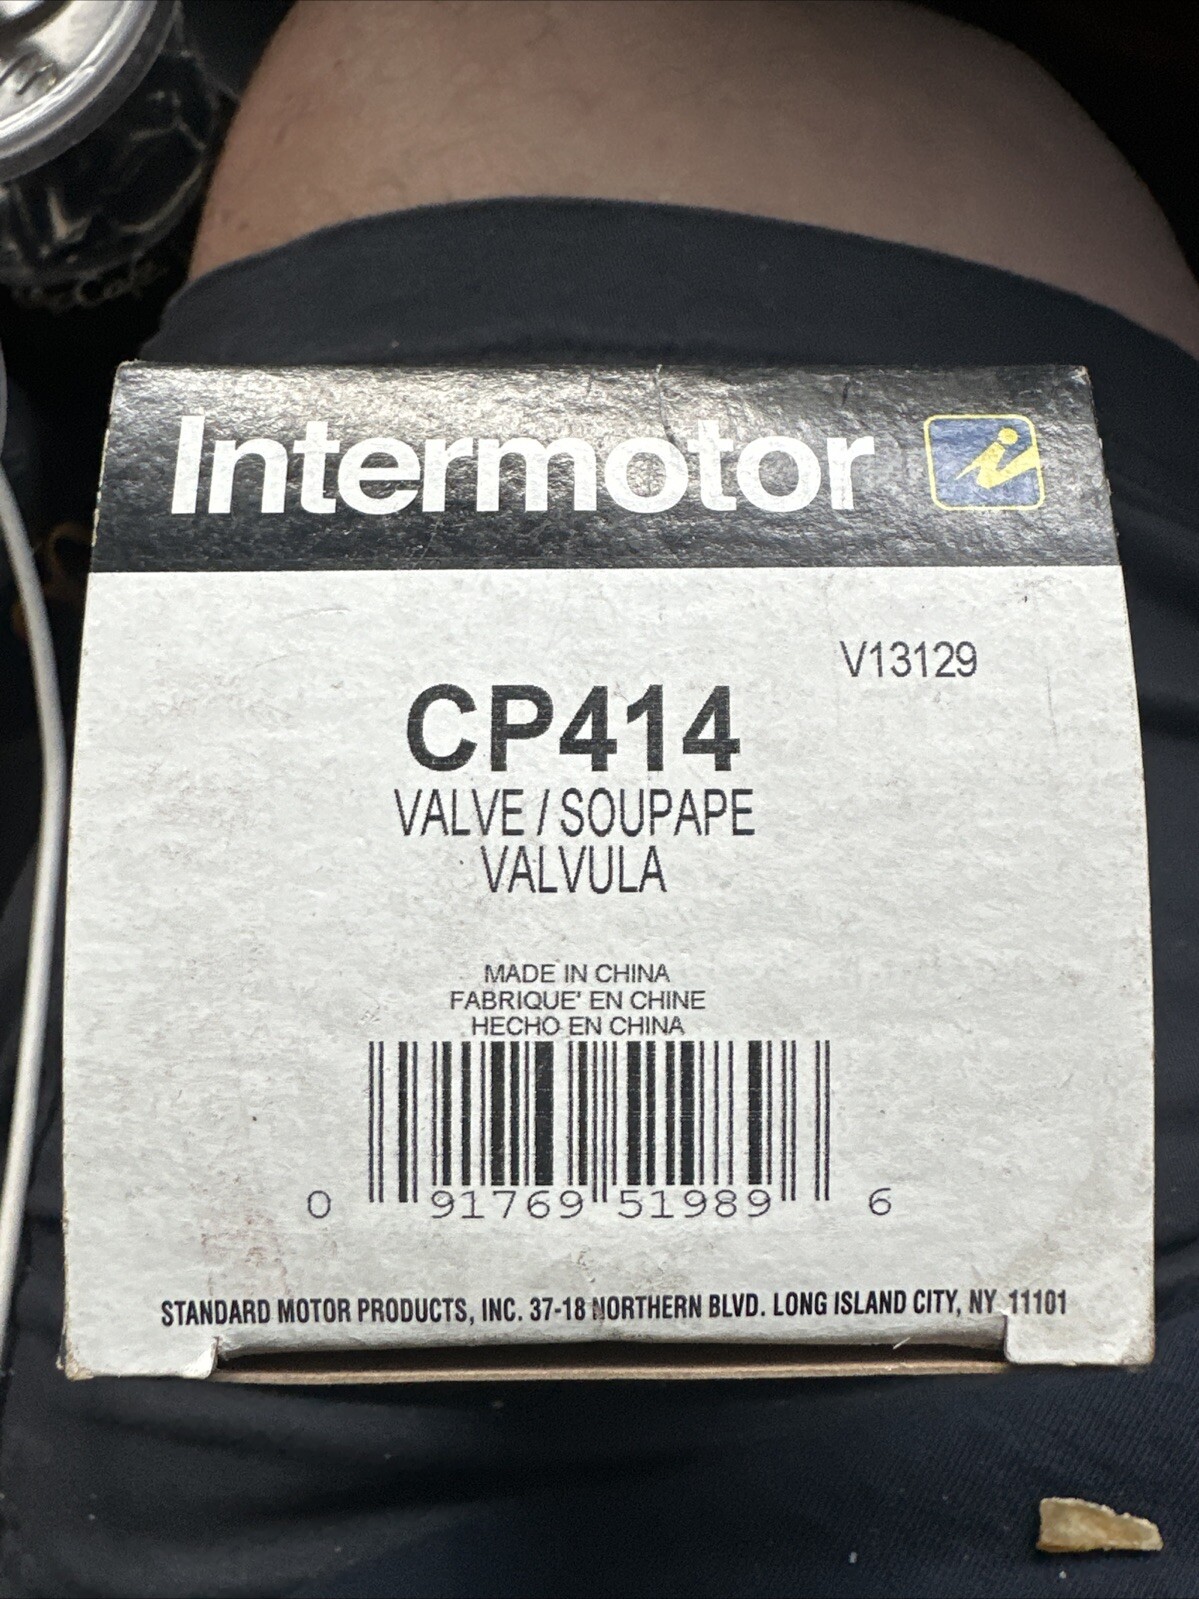 McCafé
Intermotor
V13129
CP414
VALVE / SOUPAPE
VALVULA
MADE IN CHINA
FABRIQUE' EN CHINE
HECHO EN CHINA
0 91769 51989 6
STANDARD MOTOR PRODUCTS, INC. 37-18 NORTHERN BLVD. LONG ISLAND CITY, NY 11101